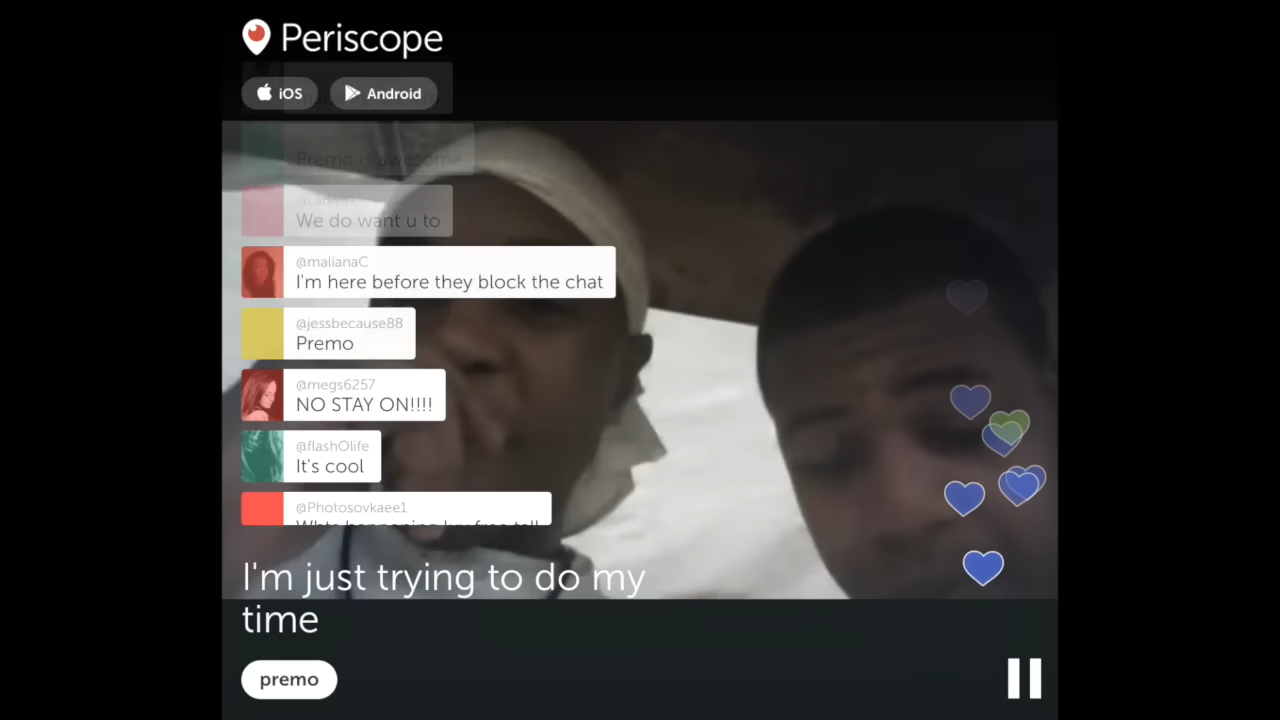 Periscope
iOS
Android
Premo is awesome
We do want u to
@malianaC
I'm here before they block the chat
@jessbecause88
Premo
@megs6257
NO STAY ON!!!!
@flashOlife
It's cool
@Photosovkaee1
I'm just trying to do my
time
premo